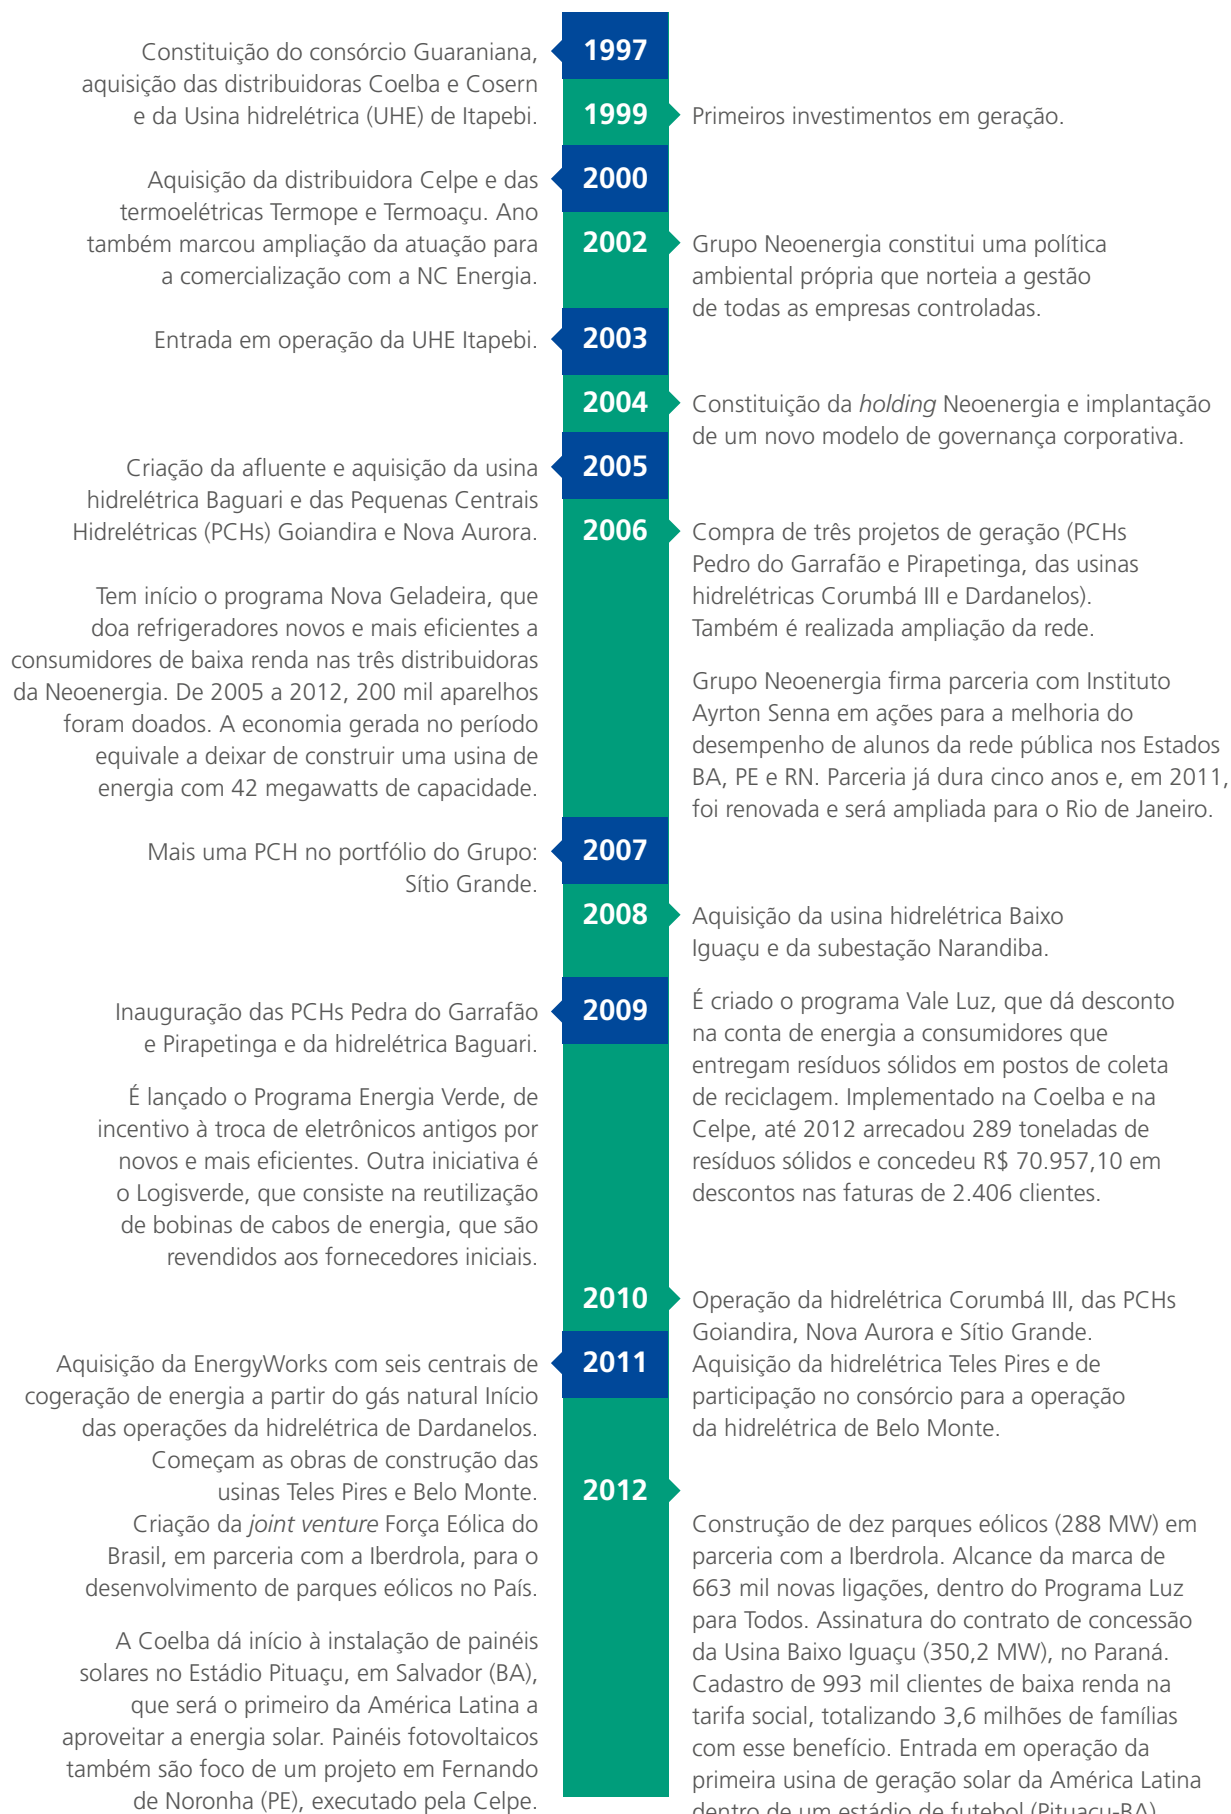 1997
Constituição do consórcio Guaraniana,
aquisição das distribuidoras Coelba e Cosern
e da Usina hidrelétrica (UHE) de Itapebi.
1999
Primeiros investimentos em geração.
2000
Aquisição da distribuidora Celpe e das
termoelétricas Termope e Termoaçu. Ano
também marcou ampliação da atuação para
a comercialização com a NC Energia.
2002
Grupo Neoenergia constitui uma política
ambiental própria que norteia a gestão
de todas as empresas controladas.
2003
Entrada em operação da UHE Itapebi.
2004
Constituição da holding Neoenergia e implantação
de um novo modelo de governança corporativa.
2005
Criação da afluente e aquisição da usina
hidrelétrica Baguari e das Pequenas Centrais
Hidrelétricas (PCHs) Goiandira e Nova Aurora.
Tem início o programa Nova Geladeira, que
doa refrigeradores novos e mais eficientes a
consumidores de baixa renda nas três distribuidoras
da Neoenergia. De 2005 a 2012, 200 mil aparelhos
foram doados. A economia gerada no período
equivale a deixar de construir uma usina de
energia com 42 megawatts de capacidade.
2006
Compra de três projetos de geração (PCHs
Pedro do Garrafão e Pirapetinga, das usinas
hidrelétricas Corumbá III e Dardanelos).
Também é realizada ampliação da rede.
Grupo Neoenergia firma parceria com Instituto
Ayrton Senna em ações para a melhoria do
desempenho de alunos da rede pública nos Estados
BA, PE e RN. Parceria já dura cinco anos e, em 2011,
foi renovada e será ampliada para o Rio de Janeiro.
2007
Mais uma PCH no portfólio do Grupo:
Sítio Grande.
2008
Aquisição da usina hidrelétrica Baixo
Iguaçu e da subestação Narandiba.
É criado o programa Vale Luz, que dá desconto
na conta de energia a consumidores que
entregam resíduos sólidos em postos de coleta
de reciclagem. Implementado na Coelba e na
Celpe, até 2012 arrecadou 289 toneladas de
resíduos sólidos e concedeu R$ 70.957,10 em
descontos nas faturas de 2.406 clientes.
2009
Inauguração das PCHs Pedra do Garrafão
e Pirapetinga e da hidrelétrica Baguari.
É lançado o Programa Energia Verde, de
incentivo à troca de eletrônicos antigos por
novos e mais eficientes. Outra iniciativa é
o Logisverde, que consiste na reutilização
de bobinas de cabos de energia, que são
revendidos aos fornecedores iniciais.
2010
Operação da hidrelétrica Corumbá III, das PCHs
Goiandira, Nova Aurora e Sítio Grande.
Aquisição da hidrelétrica Teles Pires e de
participação no consórcio para a operação
da hidrelétrica de Belo Monte.
2011
Aquisição da EnergyWorks com seis centrais de
cogeração de energia a partir do gás natural Início
das operações da hidrelétrica de Dardanelos.
Começam as obras de construção das
usinas Teles Pires e Belo Monte.
Criação da joint venture Força Eólica do
Brasil, em parceria com a Iberdrola, para o
desenvolvimento de parques eólicos no País.
A Coelba dá início à instalação de painéis
solares no Estádio Pituaçu, em Salvador (BA),
que será o primeiro da América Latina a
aproveitar a energia solar. Painéis fotovoltaicos
também são foco de um projeto em Fernando
de Noronha (PE), executado pela Celpe.
2012
Construção de dez parques eólicos (288 MW) em
parceria com a Iberdrola. Alcance da marca de
663 mil novas ligações, dentro do Programa Luz
para Todos. Assinatura do contrato de concessão
da Usina Baixo Iguaçu (350,2 MW), no Paraná.
Cadastro de 993 mil clientes de baixa renda na
tarifa social, totalizando 3,6 milhões de famílias
com esse benefício. Entrada em operação da
primeira usina de geração solar da América Latina
dentro de um estádio de futebol (Pituaçu-BA).